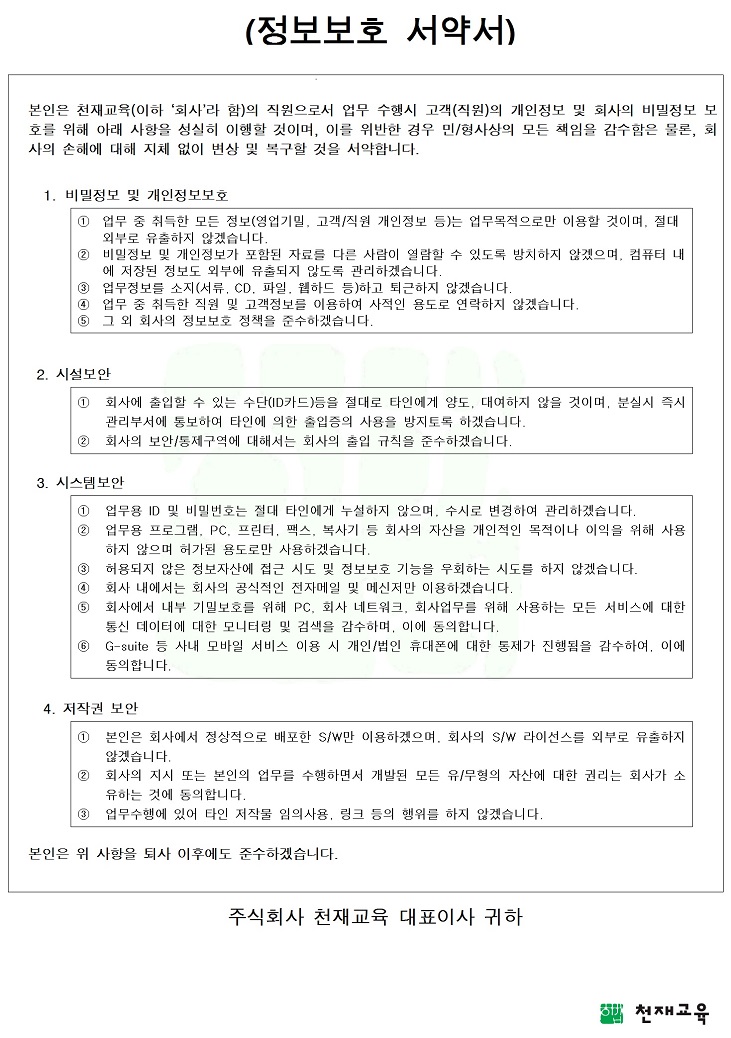 (정보보호 서약서)
본인은 천재교육(이하 ‘회사’라 함)의 직원으로서 업무 수행시 고객(직원)의 개인정보 및 회사의 비밀정보 보
호를 위해 아래 사항을 성실히 이행할 것이며, 이를 위반한 경우 민/형사상의 모든 책임을 감수함은 물론, 회
사의 손해에 대해 지체 없이 변상 및 복구할 것을 서약합니다.
1. 비밀정보 및 개인정보보호
① 업무 중 취득한 모든 정보(영업기밀, 고객/직원 개인정보 등)는 업무목적으로만 이용할 것이며, 절대
외부로 유출하지 않겠습니다.
② 비밀정보 및 개인정보가 포함된 자료를 다른 사람이 열람할 수 있도록 방치하지 않겠으며, 컴퓨터 내
에 저장된 정보도 외부에 유출되지 않도록 관리하겠습니다.
③ 업무정보를 소지(서류, CD, 파일, 웹하드 등)하고 퇴근하지 않겠습니다.
④ 업무 중 취득한 직원 및 고객정보를 이용하여 사적인 용도로 연락하지 않겠습니다.
⑤ 그 외 회사의 정보보호 정책을 준수하겠습니다.
2. 시설보안
① 회사에 출입할 수 있는 수단(ID카드)등을 절대로 타인에게 양도, 대여하지 않을 것이며, 분실시 즉시
관리부서에 통보하여 타인에 의한 출입증의 사용을 방지토록 하겠습니다.
② 회사의 보안/통제구역에 대해서는 회사의 출입 규칙을 준수하겠습니다.
3. 시스템보안
① 업무용 ID 및 비밀번호는 절대 타인에게 누설하지 않으며, 수시로 변경하여 관리하겠습니다.
② 업무용 프로그램, PC, 프린터, 팩스, 복사기 등 회사의 자산을 개인적인 목적이나 이익을 위해 사용
하지 않으며 허가된 용도로만 사용하겠습니다.
③ 허용되지 않은 정보자산에 접근 시도 및 정보보호 기능을 우회하는 시도를 하지 않겠습니다.
④ 회사 내에서는 회사의 공식적인 전자메일 및 메신저만 이용하겠습니다.
⑤ 회사에서 내부 기밀보호를 위해 PC, 회사 네트워크, 회사업무를 위해 사용하는 모든 서비스에 대한
통신 데이터에 대한 모니터링 및 검색을 감수하며, 이에 동의합니다.
⑥ G-suite 등 사내 모바일 서비스 이용 시 개인/법인 휴대폰에 대한 통제가 진행됨을 감수하여, 이에
동의합니다.
4. 저작권 보안
① 본인은 회사에서 정상적으로 배포한 S/W만 이용하겠으며, 회사의 S/W 라이선스를 외부로 유출하지
않겠습니다.
② 회사의 지시 또는 본인의 업무를 수행하면서 개발된 모든 유/무형의 자산에 대한 권리는 회사가 소
유하는 것에 동의합니다.
③ 업무수행에 있어 타인 저작물 임의사용, 링크 등의 행위를 하지 않겠습니다.
본인은 위 사항을 퇴사 이후에도 준수하겠습니다.
주식회사 천재교육 대표이사 귀하
천재교육